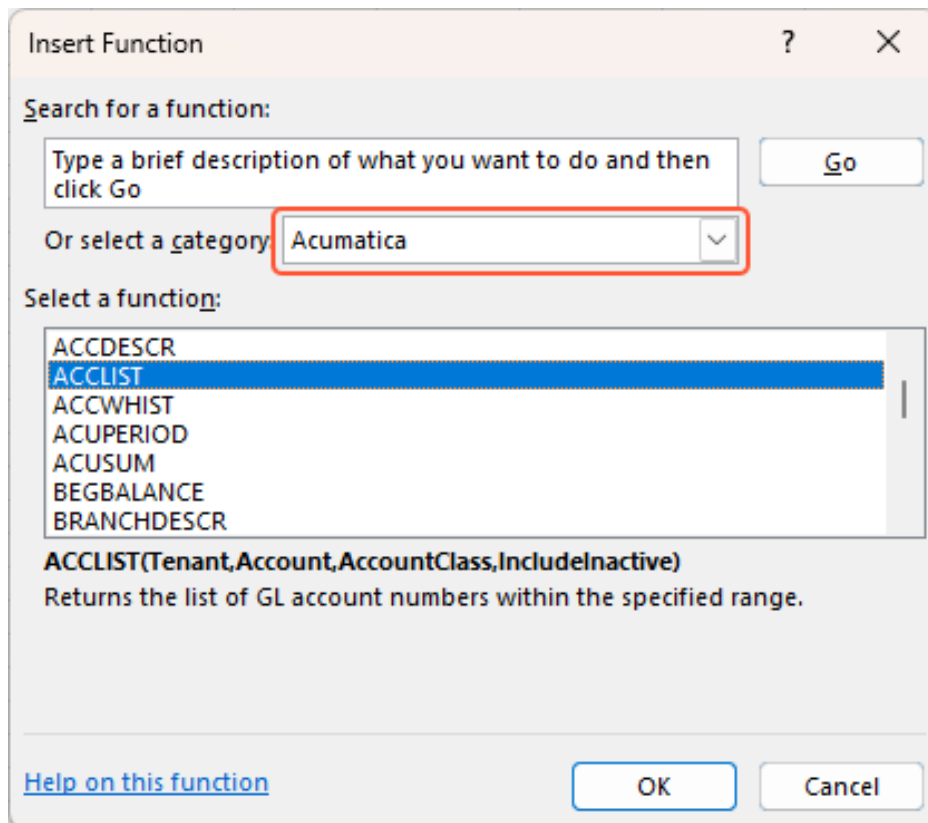 Insert Function
?
Search for a function:
Type a brief description of what you want to do and then
click Go
Go
Or select a category: Acumatica
Select a function:
ACCDESCR
ACCLIST
ACCWHIST
ACUPERIOD
ACUSUM
BEGBALANCE
BRANCHDESCR
ACCLIST(Tenant,Account,AccountClass,IncludeInactive)
Returns the list of GL account numbers within the specified range.
Help on this function
OK
Cancel